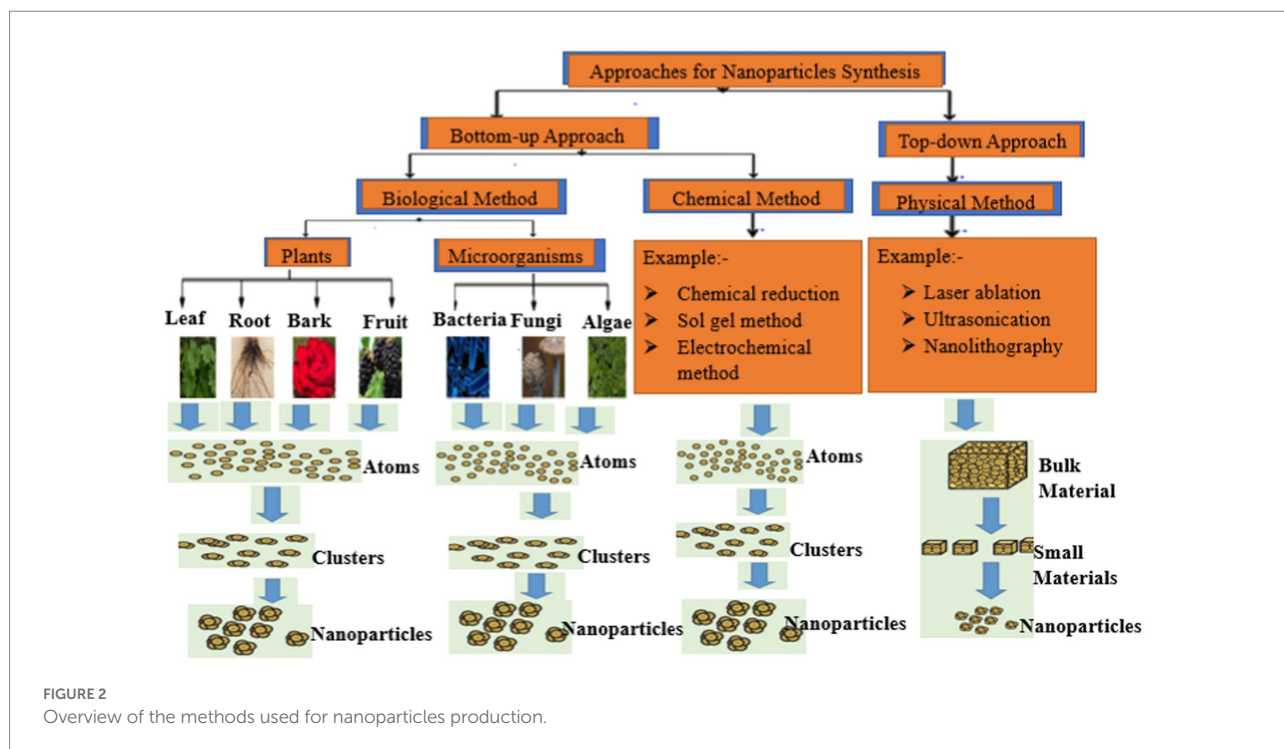 Approaches for Nanoparticles Synthesis
Bottom-up Approach
Top-down Approach
Biological Method
Chemical Method
Physical Method
Plants
Microorganisms
Example:-
➢ Chemical reduction
➢ Sol gel method
➢ Electrochemical
method
Example:-
➢ Laser ablation
➢ Ultrasonication
➢ Nanolithography
Leaf Root Bark Fruit
Bacteria Fungi Algae
Atoms
Atoms
Atoms
Bulk
Material
Clusters
Clusters
Clusters
Small
Materials
Nanoparticles
Nanoparticles
Nanoparticles
Nanoparticles
FIGURE 2
Overview of the methods used for nanoparticles production.